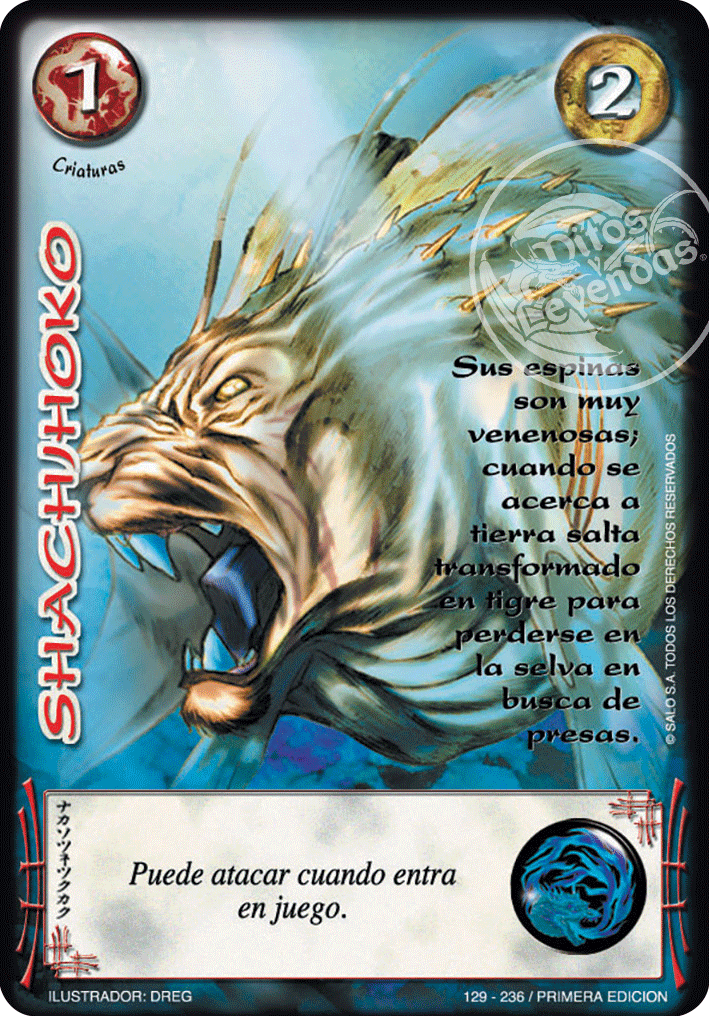 1
2
Criaturas
Mitos
y
Leyendas®
SHACHIHOKO
Sus espinas
son muy
venenosas;
cuando se
acerca a
tierra salta
transformado
en tigre para
perderse en
la selva en
busca de
presas.
© SALO S.A. TODOS LOS DERECHOS RESERVADOS
ナカソツネツクカク
Puede atacar cuando entra
en juego.
ILUSTRADOR: DREG
129 - 236 / PRIMERA EDICION